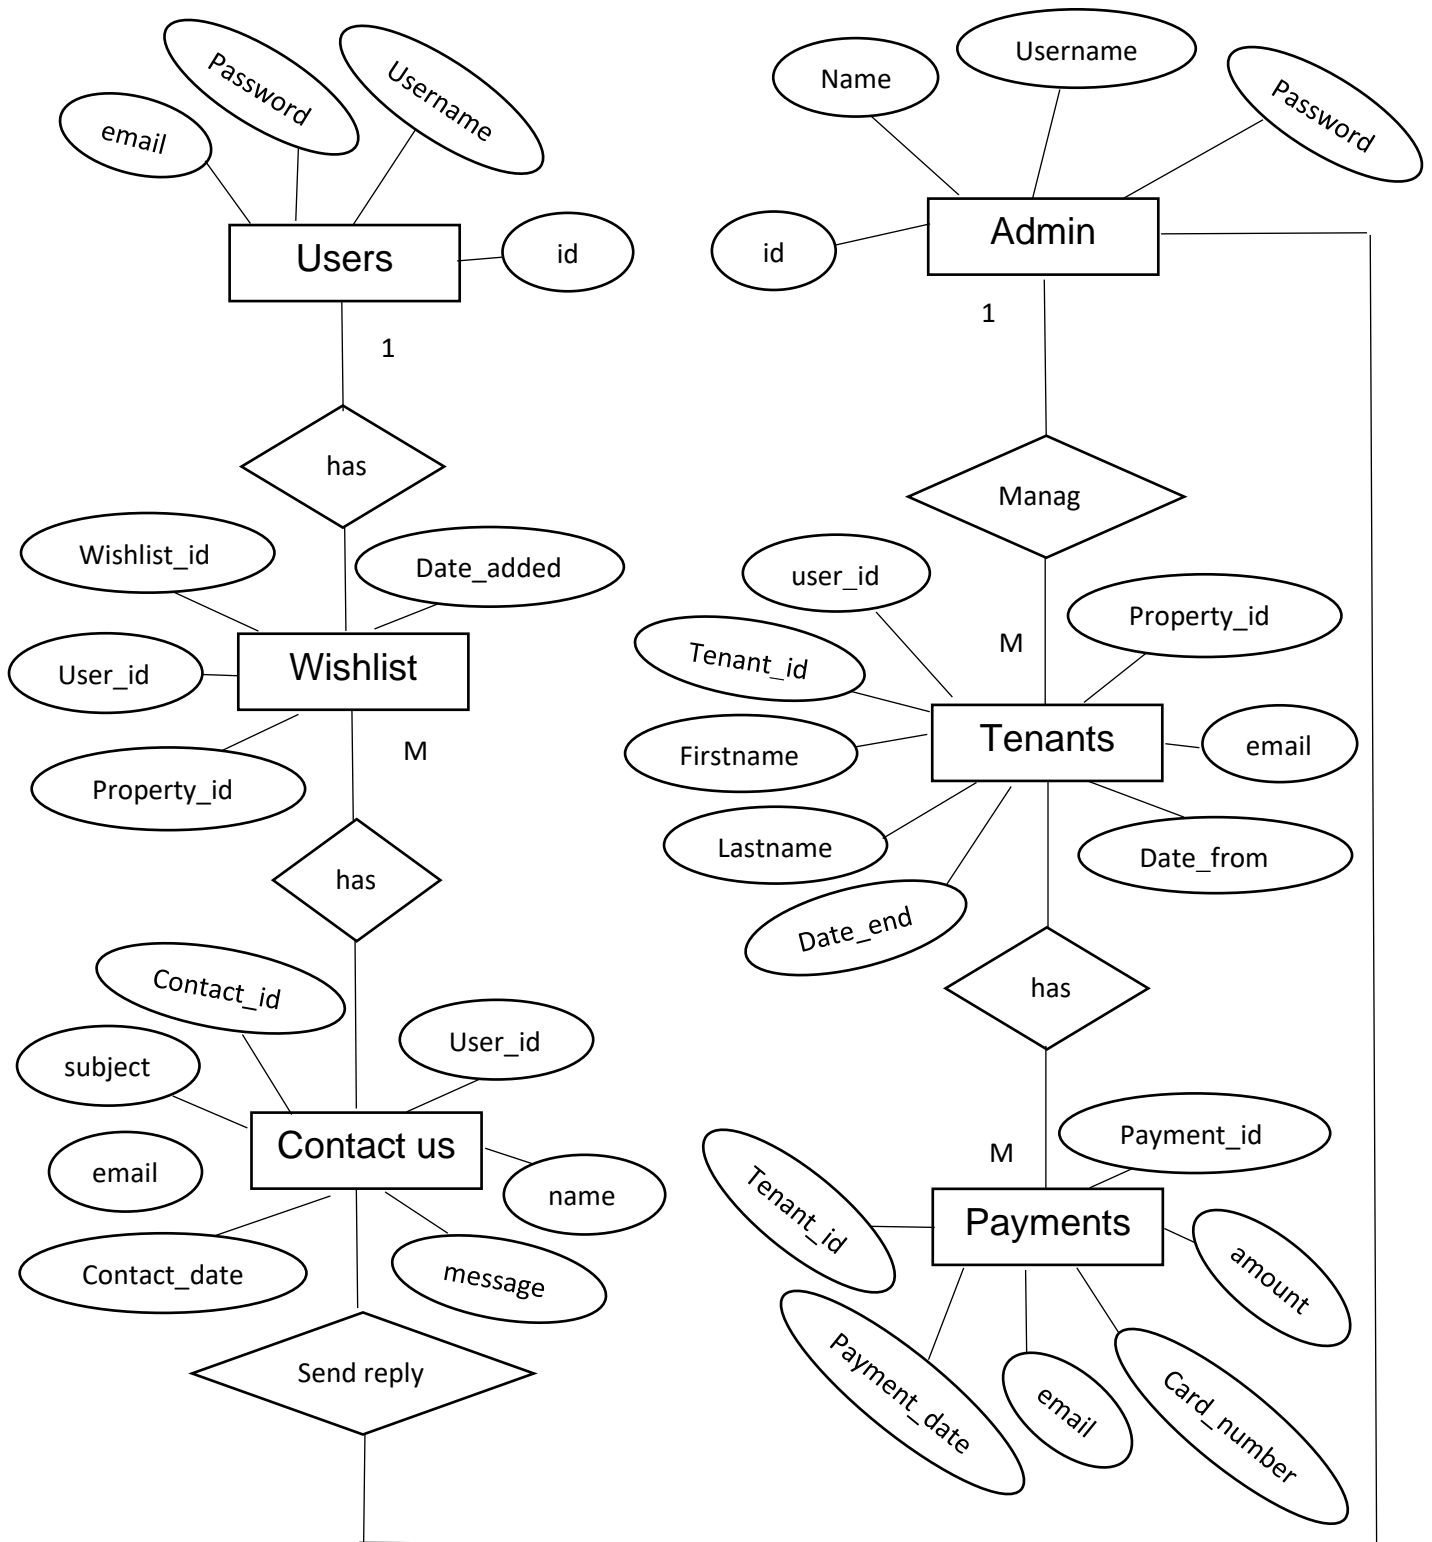 Password
Username
email
Users
id
1
has
Wishlist_id
Date_added
User_id
Wishlist
Property_id
M
has
Contact_id
User_id
subject
Contact us
email
name
Contact_date
message
Send reply
Name
Username
Password
id
Admin
1
Manag
user_id
Property_id
M
Tenant_id
Tenants
email
Firstname
Lastname
Date_from
Date_end
has
M
Payment_id
Tenant_id
Payments
amount
Payment_date
email
Card_number